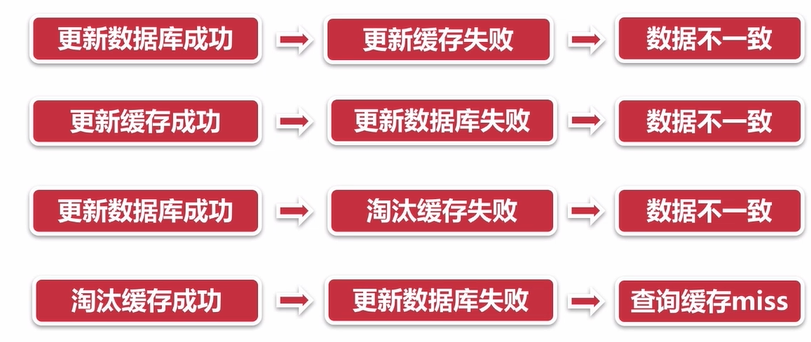 更新数据库成功 更新缓存失败 数据不一致
更新缓存成功 更新数据库失败 数据不一致
更新数据库成功 淘汰缓存失败 数据不一致
淘汰缓存成功 更新数据库失败 查询缓存miss